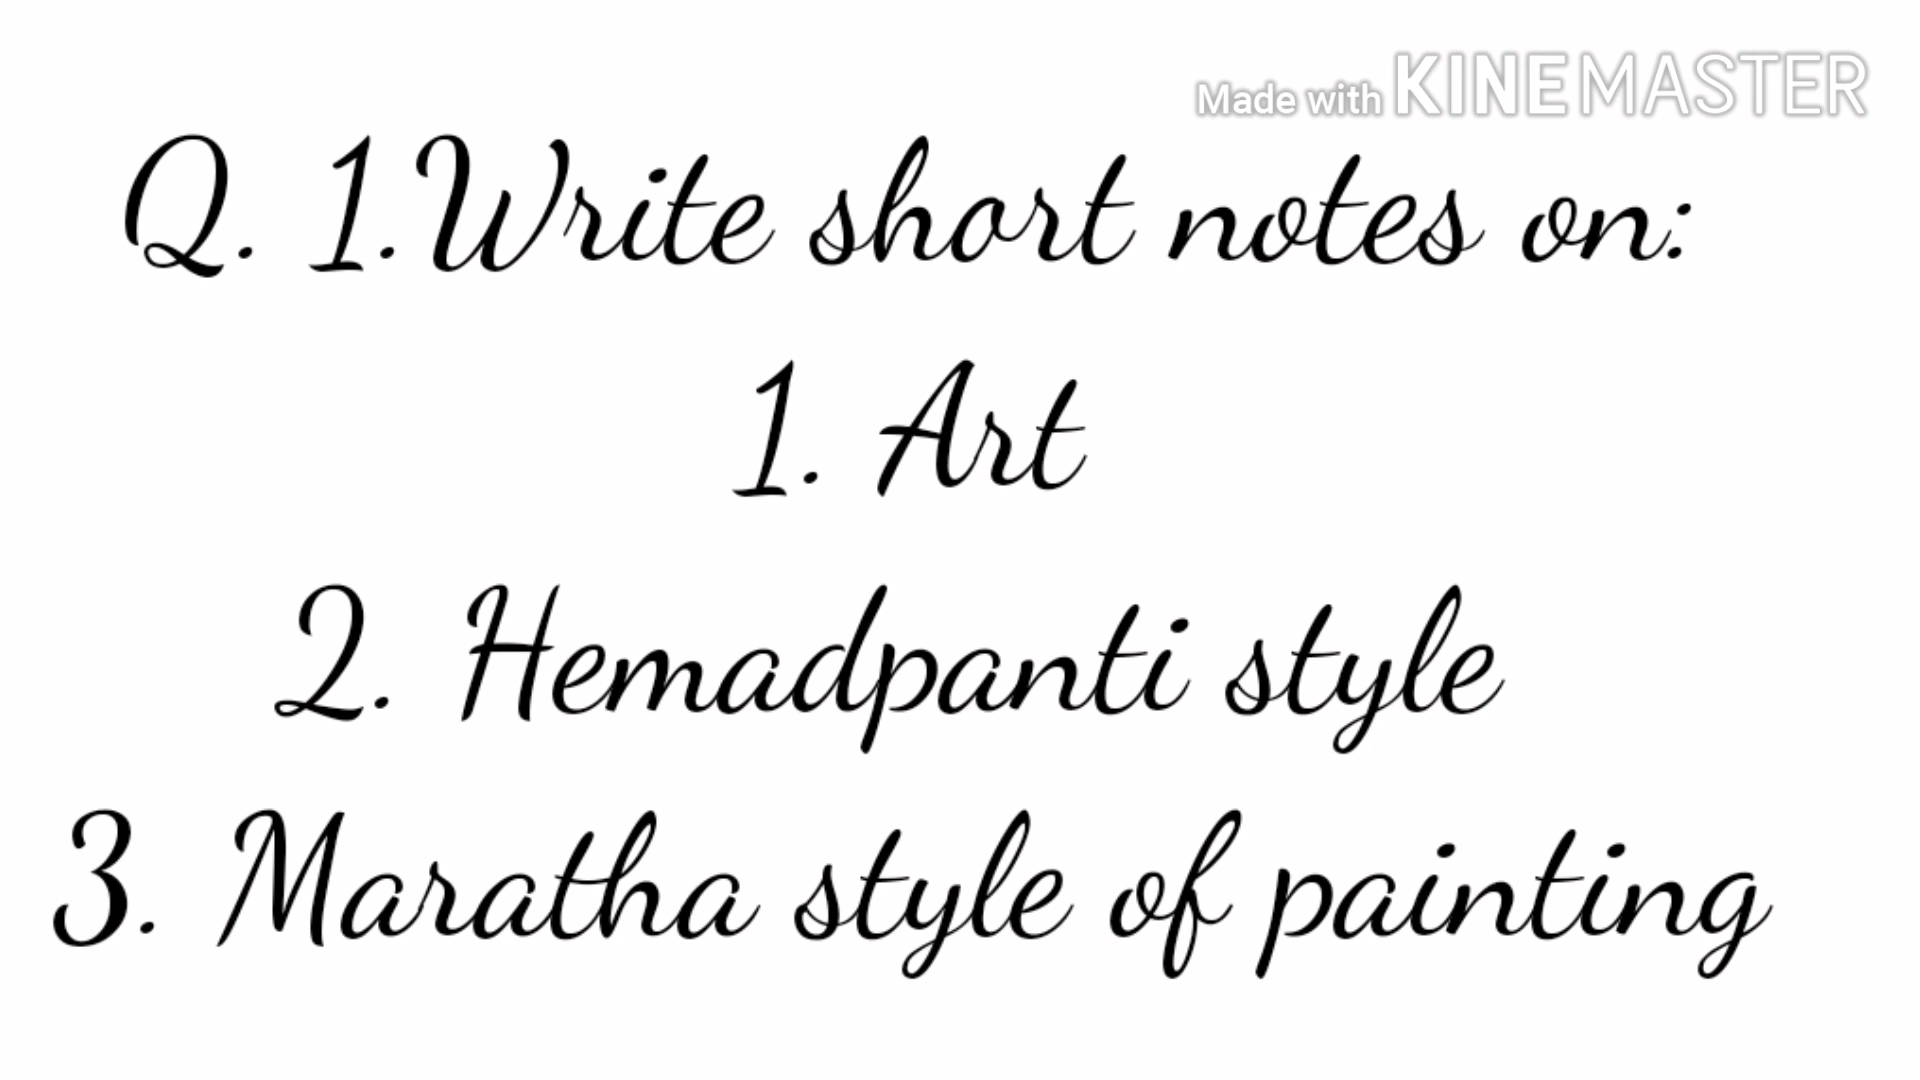 Made with KINEMASTER
Q. 1.Write short notes on:
1. Art
2. Hemadpanti style
3. Maratha style of painting